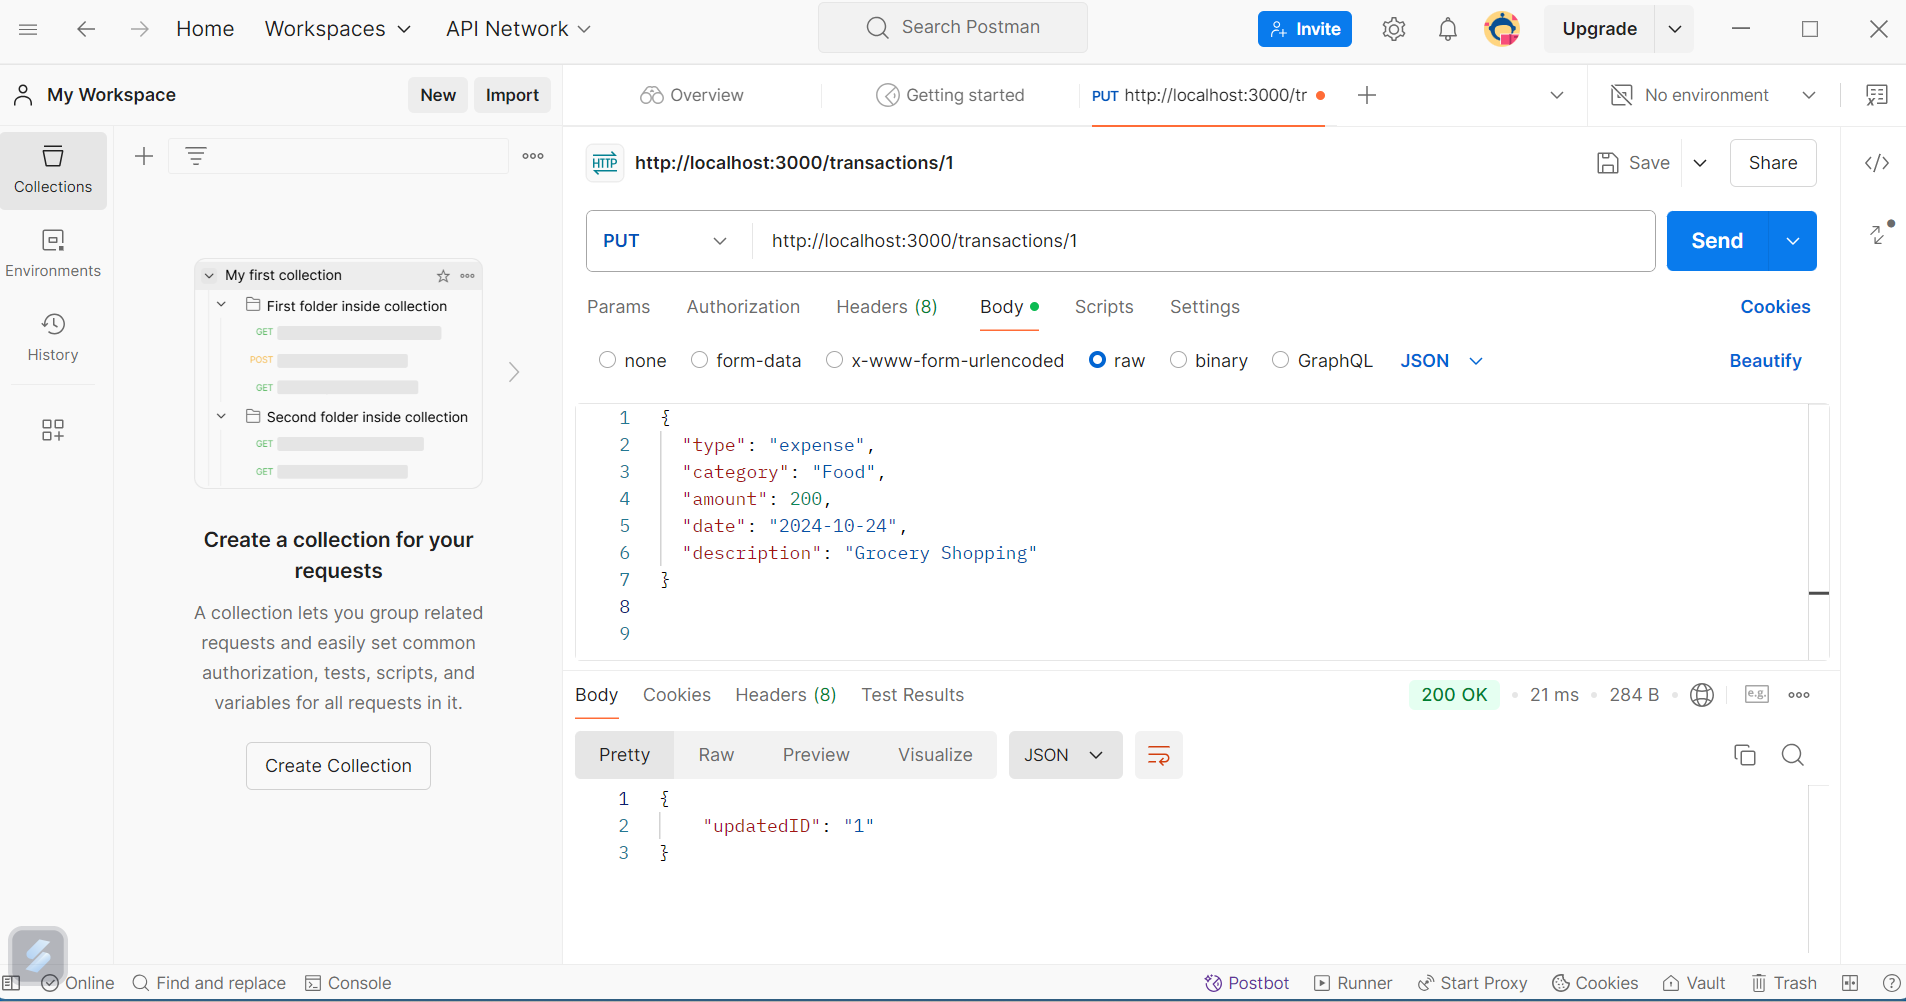 Home Workspaces API Network Search Postman Invite Upgrade
My Workspace New Import
Overview Getting started PUT http://localhost:3000/tr No environment
Collections
Environments
History
My first collection
First folder inside collection
GET
POST
GET
Second folder inside collection
GET
GET
Create a collection for your
requests
A collection lets you group related
requests and easily set common
authorization, tests, scripts, and
variables for all requests in it.
Create Collection
HTTP http://localhost:3000/transactions/1 Save Share
PUT http://localhost:3000/transactions/1 Send
Params Authorization Headers (8) Body Scripts Settings Cookies
none form-data x-www-form-urlencoded raw binary GraphQL JSON Beautify
1 {
2 "type": "expense",
3 "category": "Food",
4 "amount": 200,
5 "date": "2024-10-24",
6 "description": "Grocery Shopping"
7 }
8
9
Body Cookies Headers (8) Test Results 200 OK 21 ms 284 B e.g.
Pretty Raw Preview Visualize JSON
1 {
2 "updatedID": "1"
3 }
Online Find and replace Console Postbot Runner Start Proxy Cookies Vault Trash